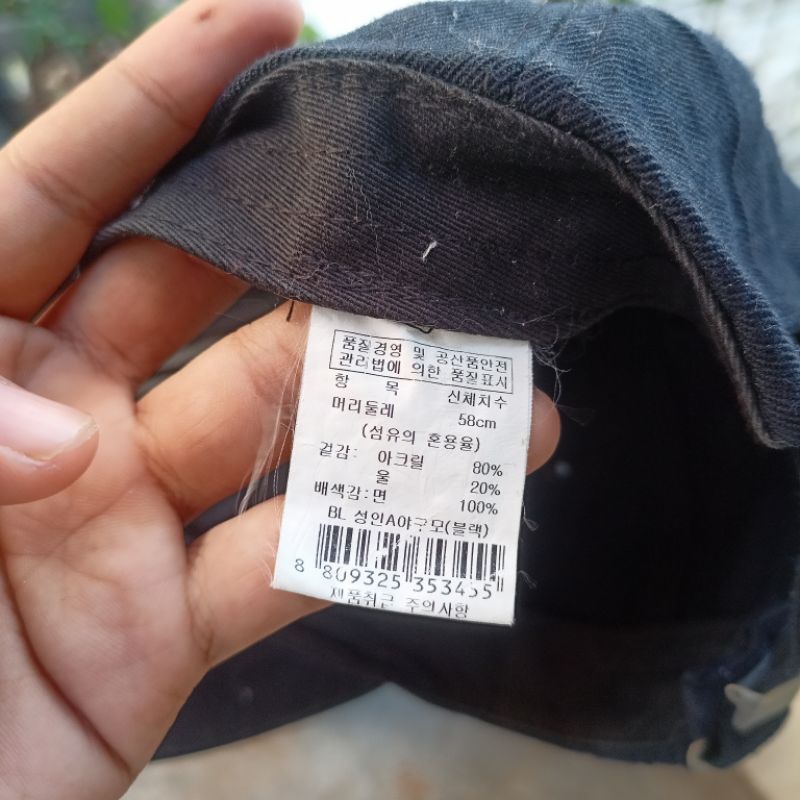 품질경영 및 공산품안전
관리법에 의한 품질표시
항 목 신체치수
머리둘레 58cm
(섬유의 혼용율)
겉감: 아크릴 80%
울 20%
배색감:면 100%
BL 성인A야구모(블랙)
8 809325 353455
제품취급 주의사항